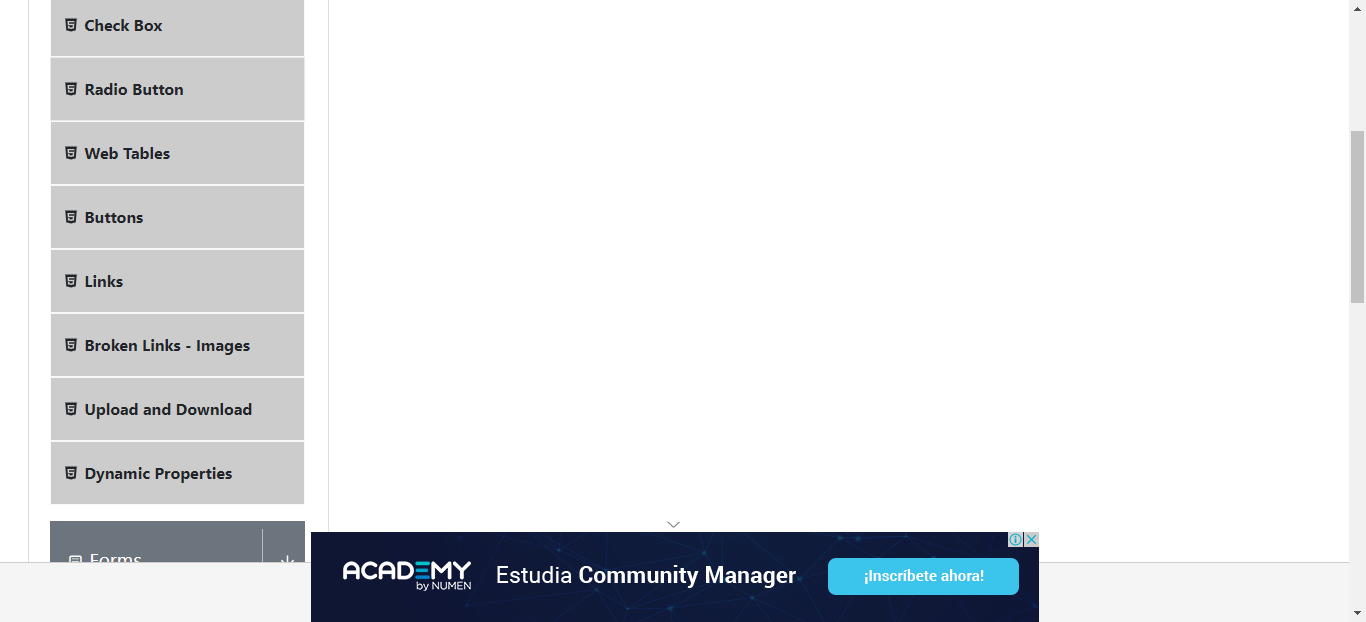 Check Box
Radio Button
Web Tables
Buttons
Links
Broken Links - Images
Upload and Download
Dynamic Properties
Forms
ACADEMY
by NUMEN
Estudia Community Manager
¡Inscríbete ahora!